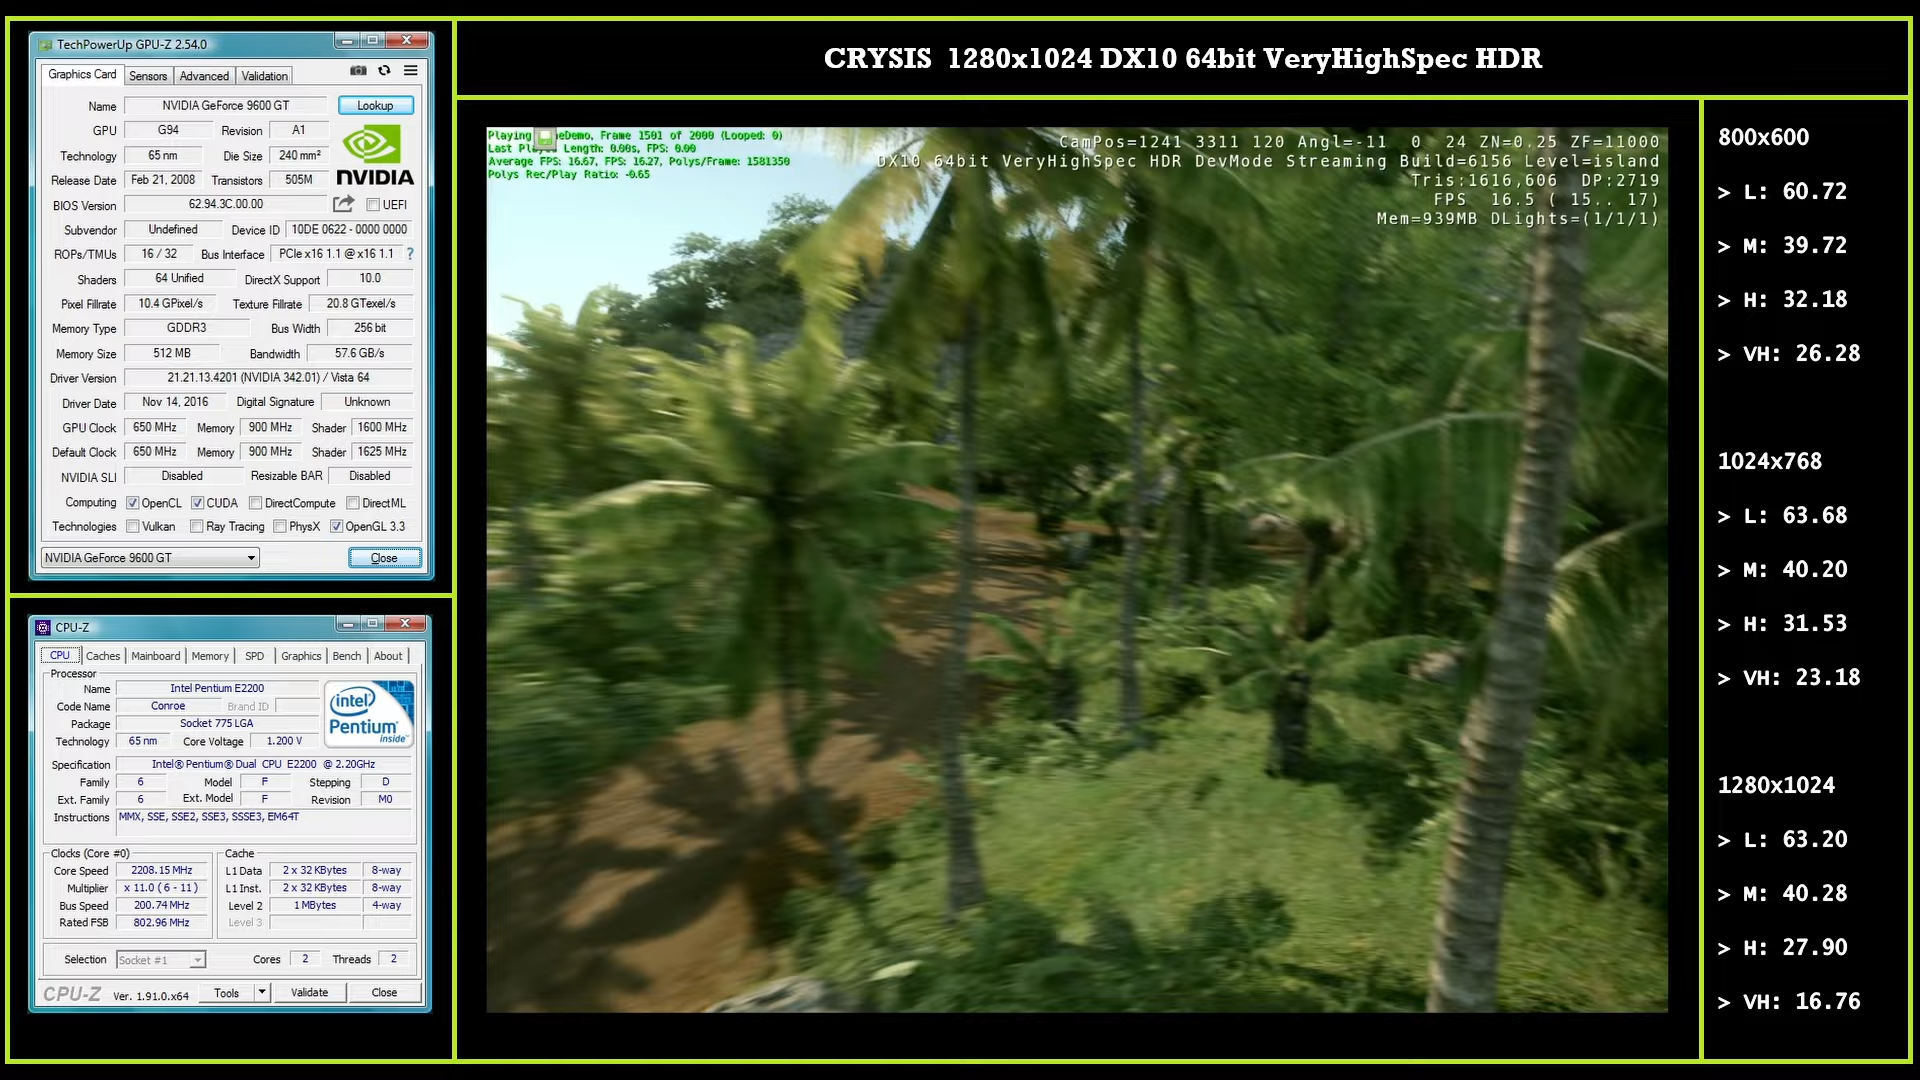 TechPowerUp GPU-Z 2.54.0
Graphics Card Sensors Advanced Validation
Name NVIDIA GeForce 9600 GT Lookup
GPU G94 Revision A1
Technology 65 nm Die Size 240 mm²
Release Date Feb 21, 2008 Transistors 505M
NVIDIA
BIOS Version 62.94.3C.00.00 UEFI
Subvendor Undefined Device ID 10DE 0622 - 0000 0000
ROPs/TMUs 16 / 32 Bus Interface PCIe x16 1.1 @ x16 1.1 ?
Shaders 64 Unified DirectX Support 10.0
Pixel Fillrate 10.4 GPixel/s Texture Fillrate 20.8 GTexel/s
Memory Type GDDR3 Bus Width 256 bit
Memory Size 512 MB Bandwidth 57.6 GB/s
Driver Version 21.21.13.4201 (NVIDIA 342.01) / Vista 64
Driver Date Nov 14, 2016 Digital Signature Unknown
GPU Clock 650 MHz Memory 900 MHz Shader 1600 MHz
Default Clock 650 MHz Memory 900 MHz Shader 1625 MHz
NVIDIA SLI Disabled Resizable BAR Disabled
Computing OpenCL CUDA DirectCompute DirectML
Technologies Vulkan Ray Tracing PhysX OpenGL 3.3
NVIDIA GeForce 9600 GT Close
CPU-Z
CPU Caches Mainboard Memory SPD Graphics Bench About
Processor
Name Intel Pentium E2200
Code Name Conroe Brand ID
Package Socket 775 LGA
Technology 65 nm Core Voltage 1.200 V
intel
Pentium
inside™
Specification Intel® Pentium® Dual CPU E2200 @ 2.20GHz
Family 6 Model F Stepping D
Ext. Family 6 Ext. Model F Revision M0
Instructions MMX, SSE, SSE2, SSE3, SSSE3, EM64T
Clocks (Core #0) Cache
Core Speed 2208.15 MHz L1 Data 2 x 32 KBytes 8-way
Multiplier x 11.0 ( 6 - 11 ) L1 Inst. 2 x 32 KBytes 8-way
Bus Speed 200.74 MHz Level 2 1 MBytes 4-way
Rated FSB 802.96 MHz Level 3
Selection Socket #1 Cores 2 Threads 2
CPU-Z Ver. 1.91.0.x64 Tools Validate Close
CRYSIS 1280x1024 DX10 64bit VeryHighSpec HDR
Playing eDemo, Frame 1501 of 2000 (Looped: 0)
Last Length: 0.00s, FPS: 0.00
Average FPS: 16.67, FPS: 16.27, Polys/Frame: 1581350
Polys Rec/Play Ratio: -0.65
CamPos=1241 3311 120 Angl=-11 0 24 ZN=0.25 ZF=11000
DX10 64bit VeryHighSpec HDR DevMode Streaming Build=6156 Level=island
Tris:1616,606 DP:2719
FPS 16.5 ( 15.. 17)
Mem=939MB DLights=(1/1/1)
800x600
> L: 60.72
> M: 39.72
> H: 32.18
> VH: 26.28
1024x768
> L: 63.68
> M: 40.20
> H: 31.53
> VH: 23.18
1280x1024
> L: 63.20
> M: 40.28
> H: 27.90
> VH: 16.76